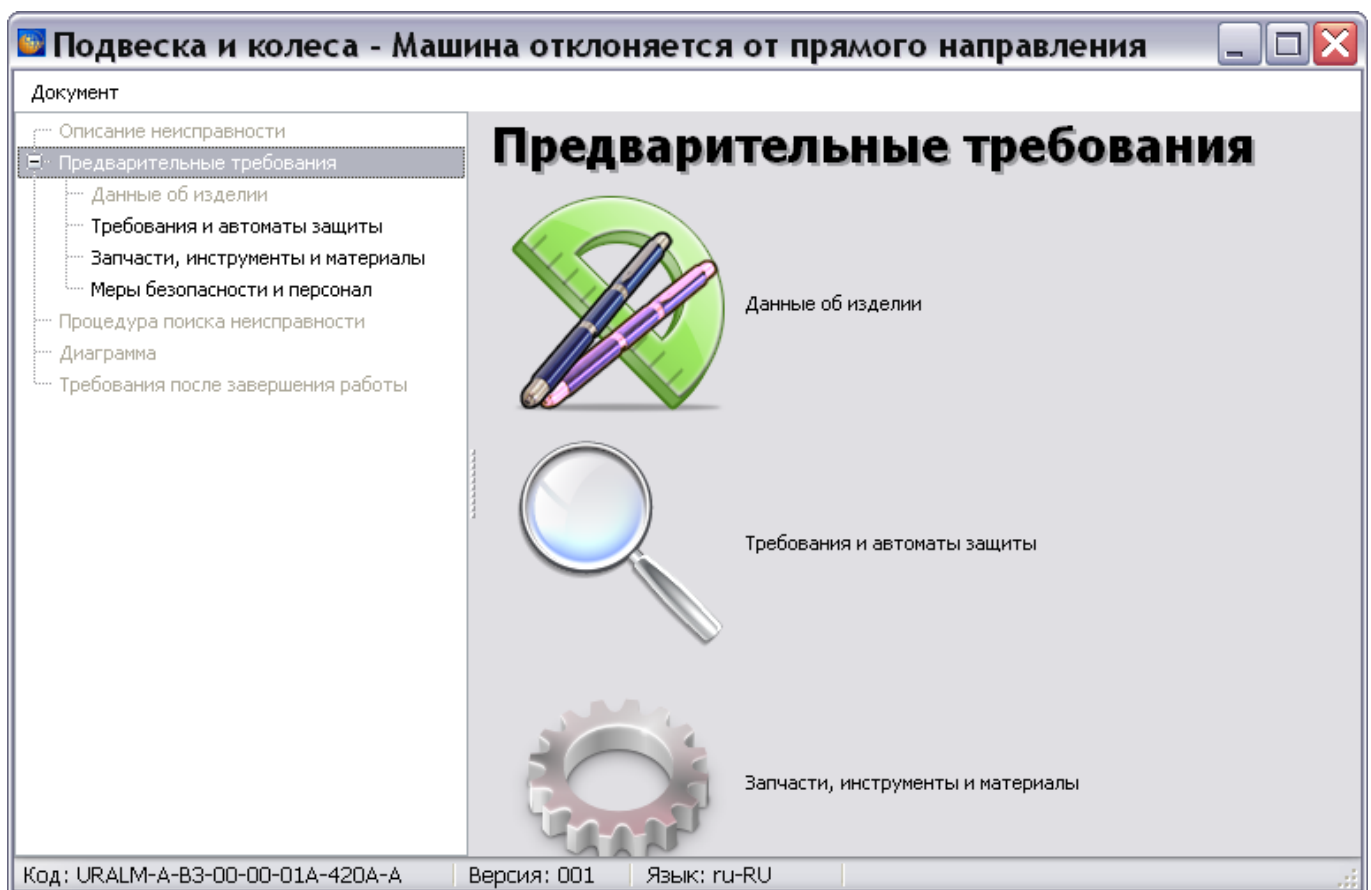 Подвеска и колеса - Машина отклоняется от прямого направления
Документ
Описание неисправности
Предварительные требования
Данные об изделии
Требования и автоматы защиты
Запчасти, инструменты и материалы
Меры безопасности и персонал
Процедура поиска неисправности
Диаграмма
Требования после завершения работы
Предварительные требования
Данные об изделии
Требования и автоматы защиты
Запчасти, инструменты и материалы
Код: URALM-A-B3-00-00-01A-420A-A Версия: 001 Язык: ru-RU